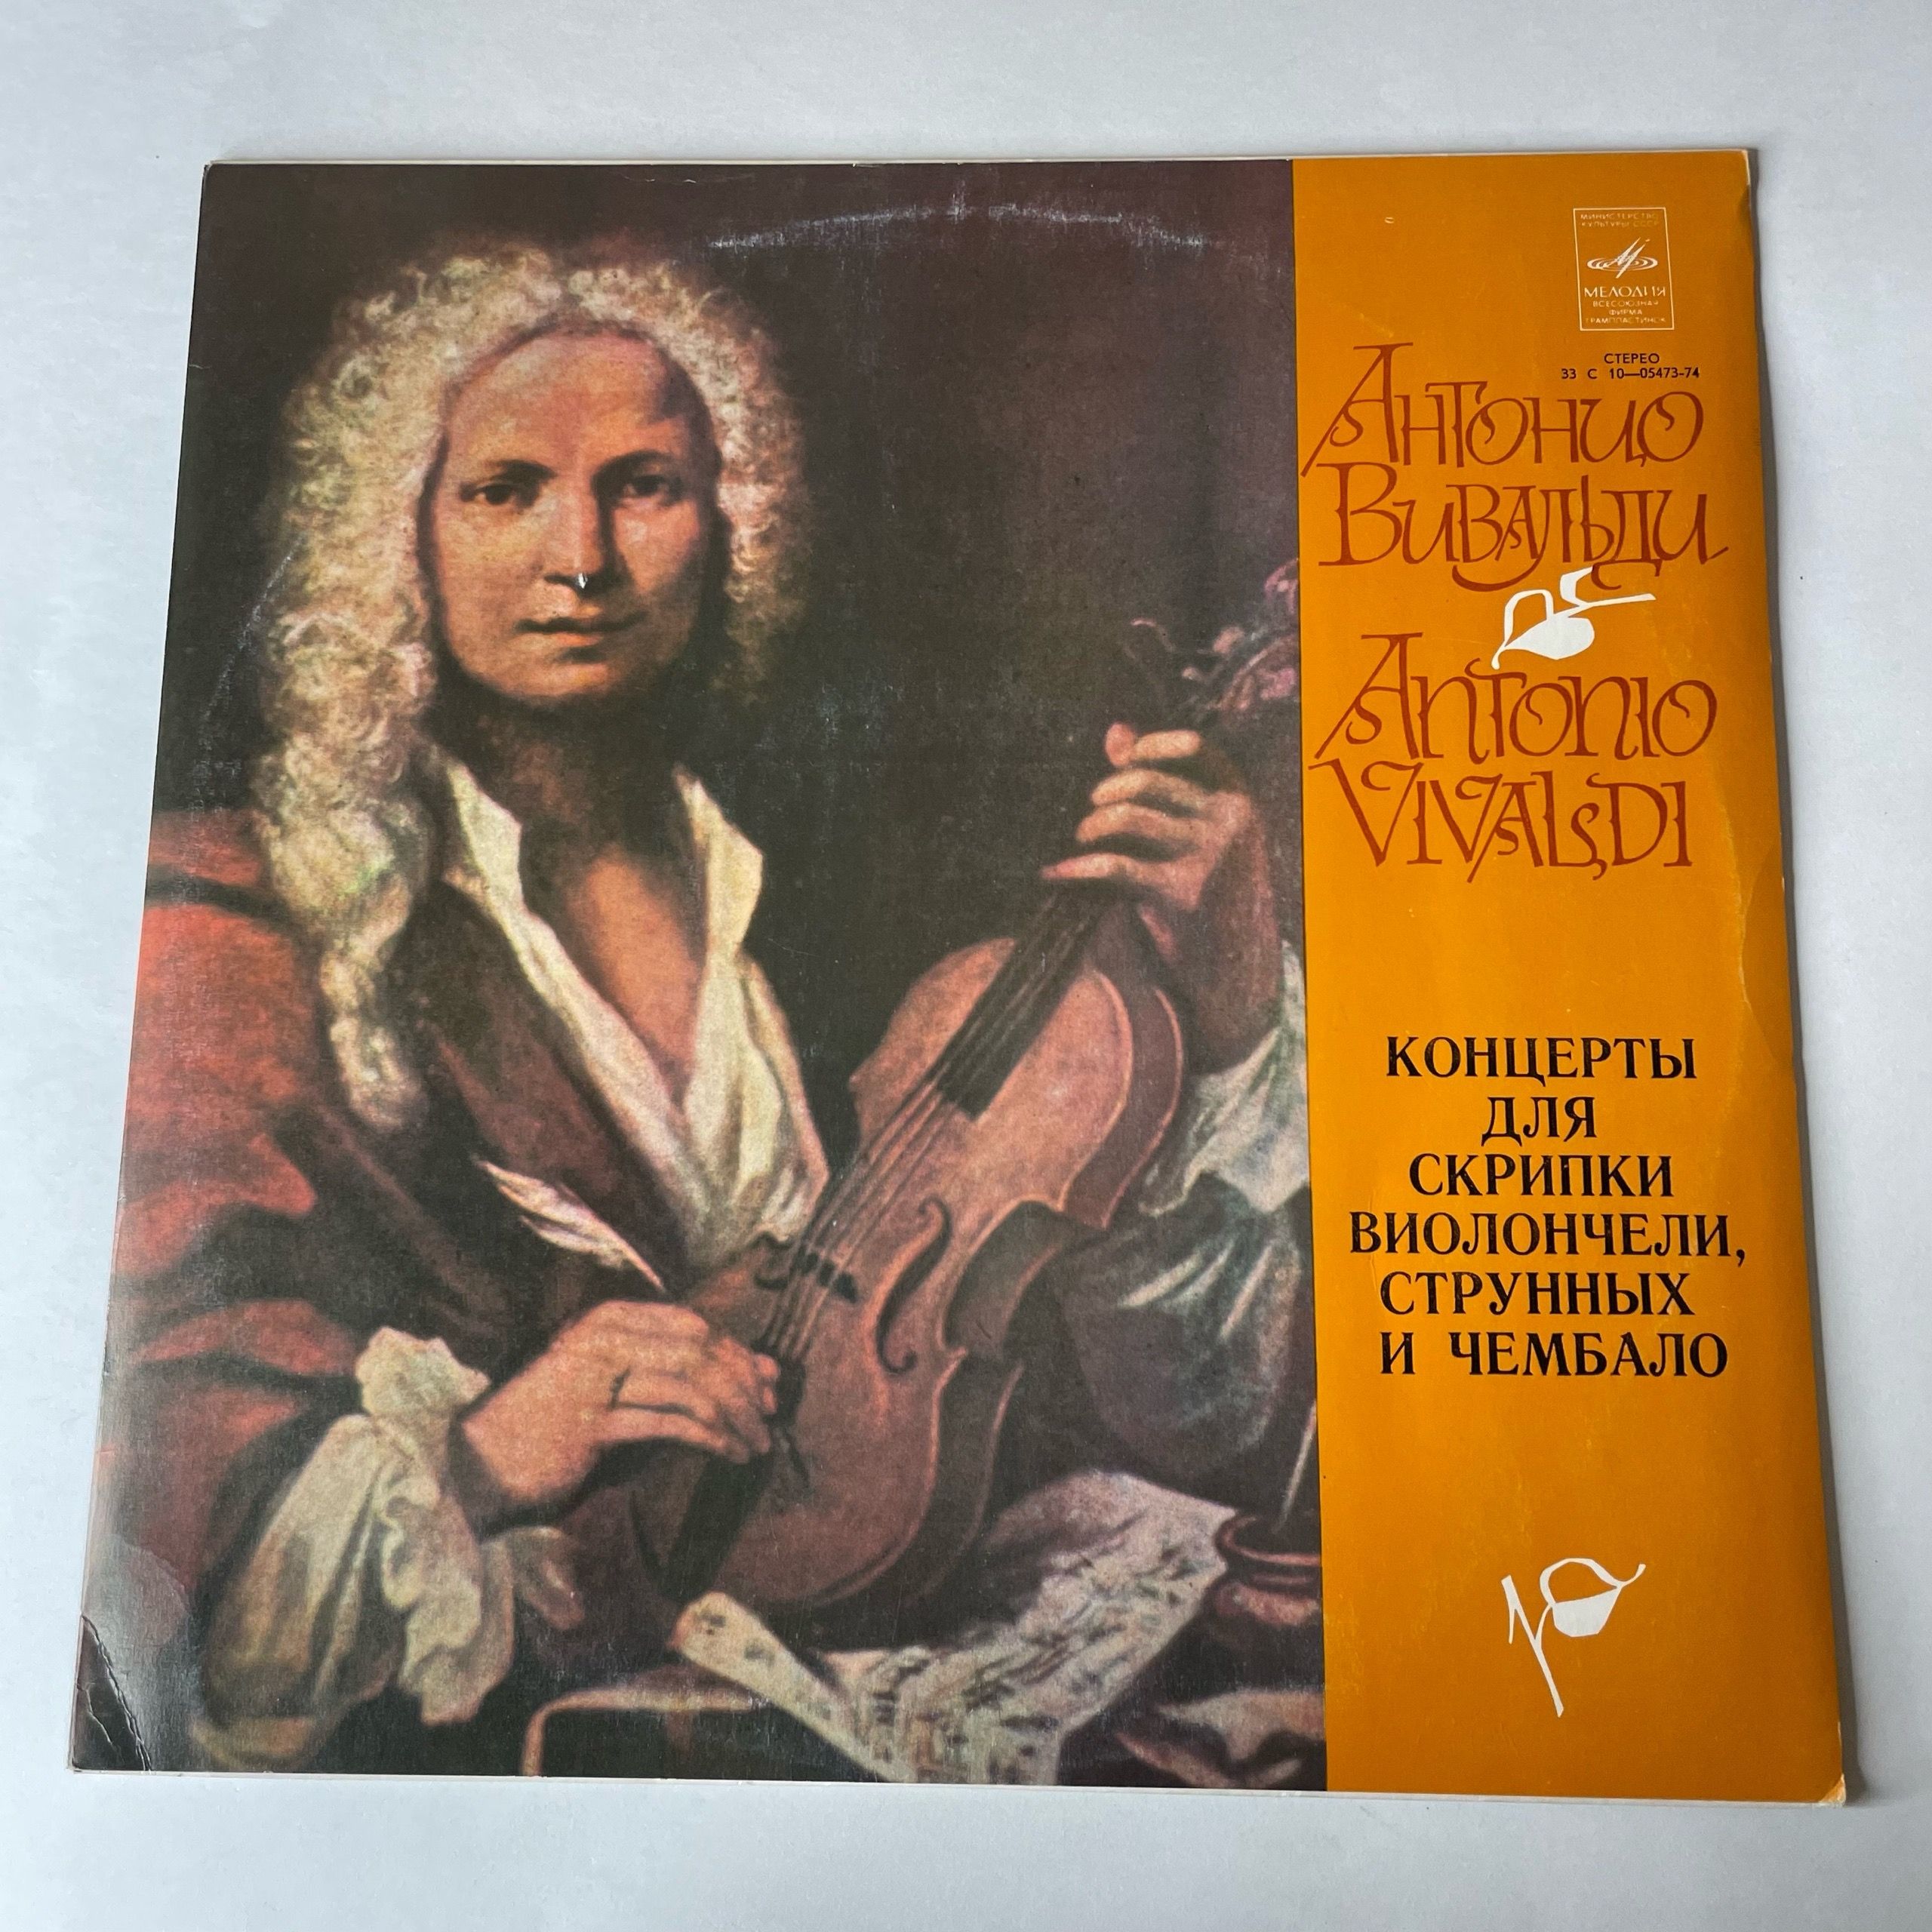 МИНИСТЕРСТВО
КУЛЬТУРЫ СССР
МЕЛОДИЯ
ВСЕСОЮЗНАЯ
ФИРМА
ГРАМПЛАСТИНОК
СТЕРЕО
33 С 10—05473-74
Антонио
Вивальди
Antonio
Vivaldi
КОНЦЕРТЫ
ДЛЯ
СКРИПКИ
ВИОЛОНЧЕЛИ,
СТРУННЫХ
И ЧЕМБАЛО